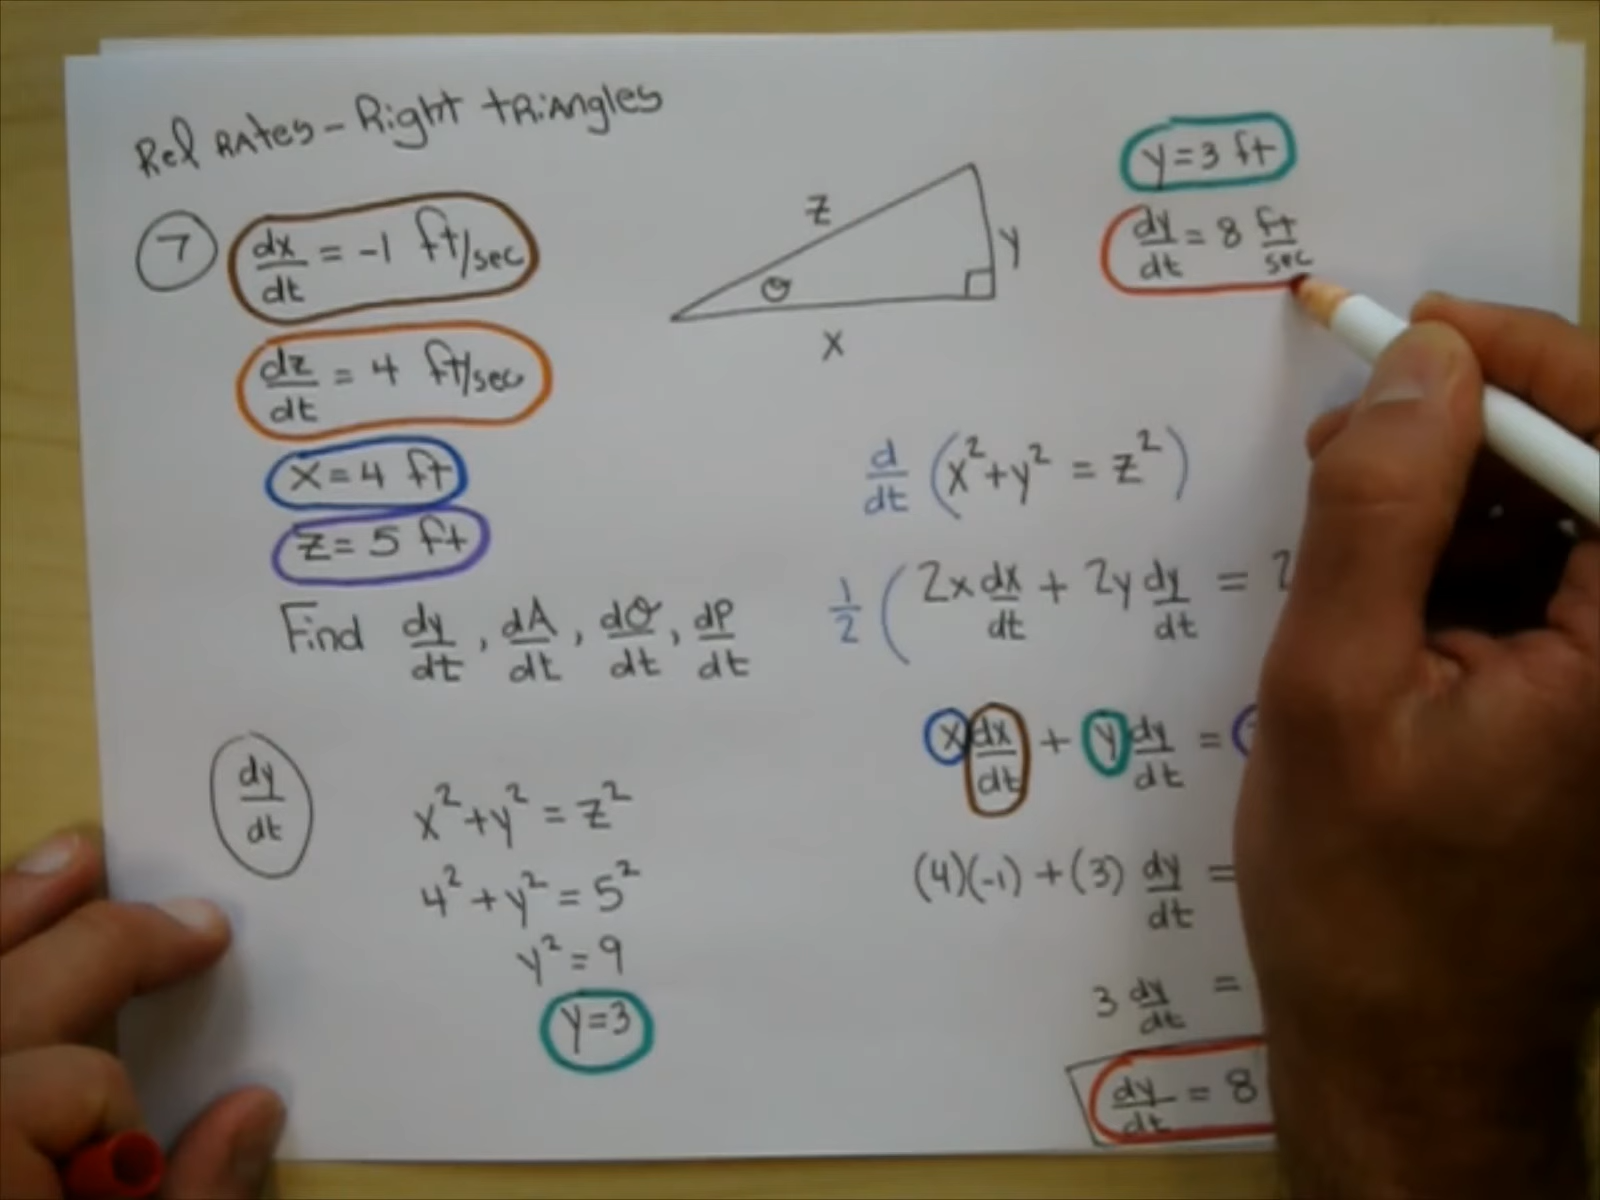 Rel Rates - Right triangles
7
dx/dt = -1 ft/sec
dz/dt = 4 ft/sec
x = 4 ft
z = 5 ft
Find dy/dt, dA/dt, dθ/dt, dP/dt
z
θ
y
x
y = 3 ft
dy/dt = 8 ft/sec
dy/dt
x² + y² = z²
4² + y² = 5²
y² = 9
y = 3
d/dt (x² + y² = z²)
1/2 (2x dx/dt + 2y dy/dt = 2
x dx/dt + y dy/dt =
(4)(-1) + (3) dy/dt =
3 dy/dt =
dy/dt = 8